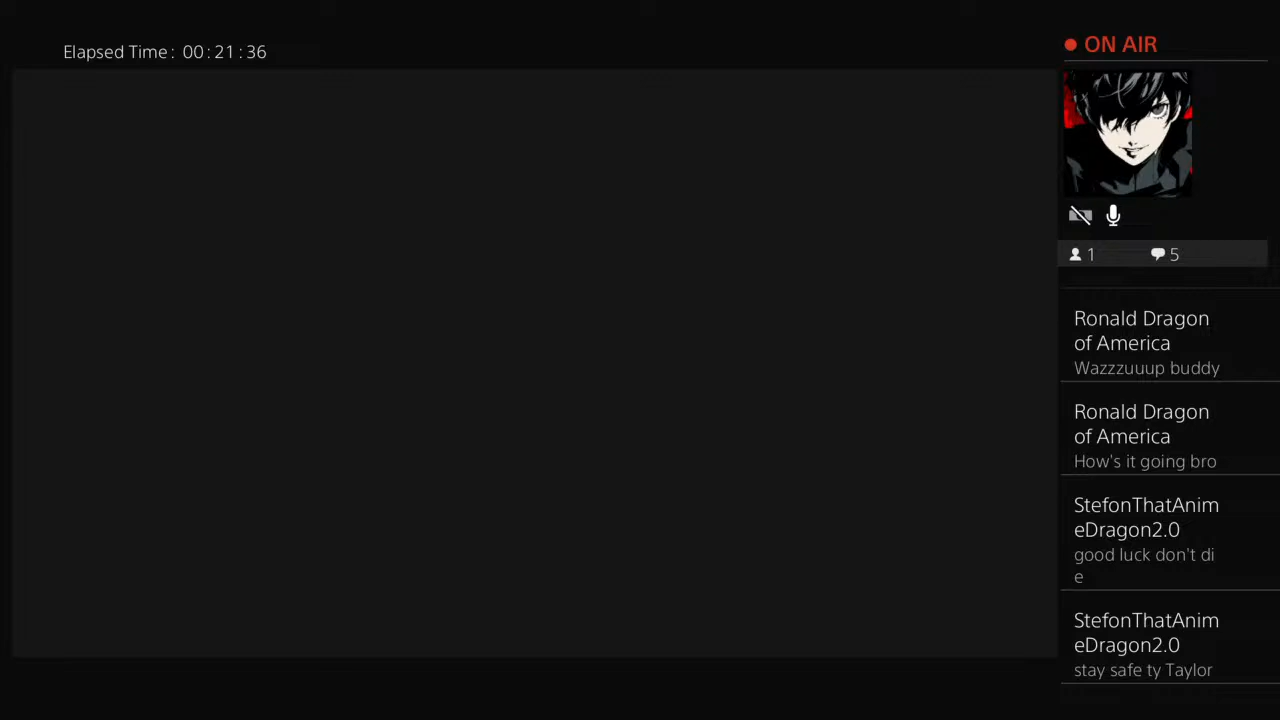 Elapsed Time: 00:21:36
ON AIR
1 5
Ronald Dragon
of America
Wazzzuuup buddy
Ronald Dragon
of America
How's it going bro
StefonThatAnim
eDragon2.0
good luck don't di
e
StefonThatAnim
eDragon2.0
stay safe ty Taylor